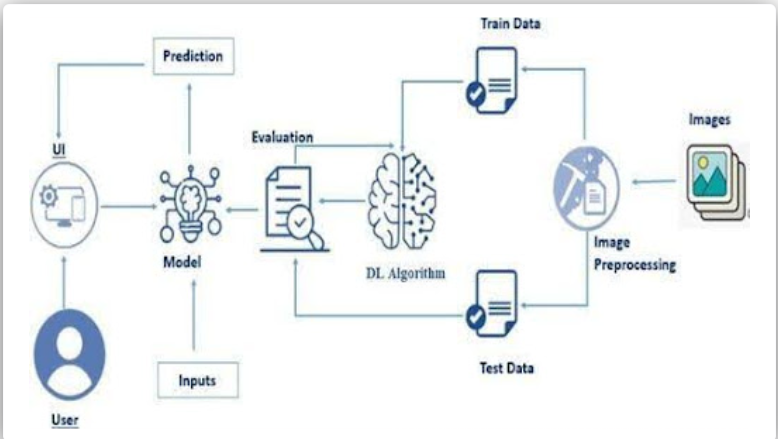 Train Data
Prediction
Images
Evaluation
UI
Image
Preprocessing
Model
DL Algorithm
Test Data
Inputs
User